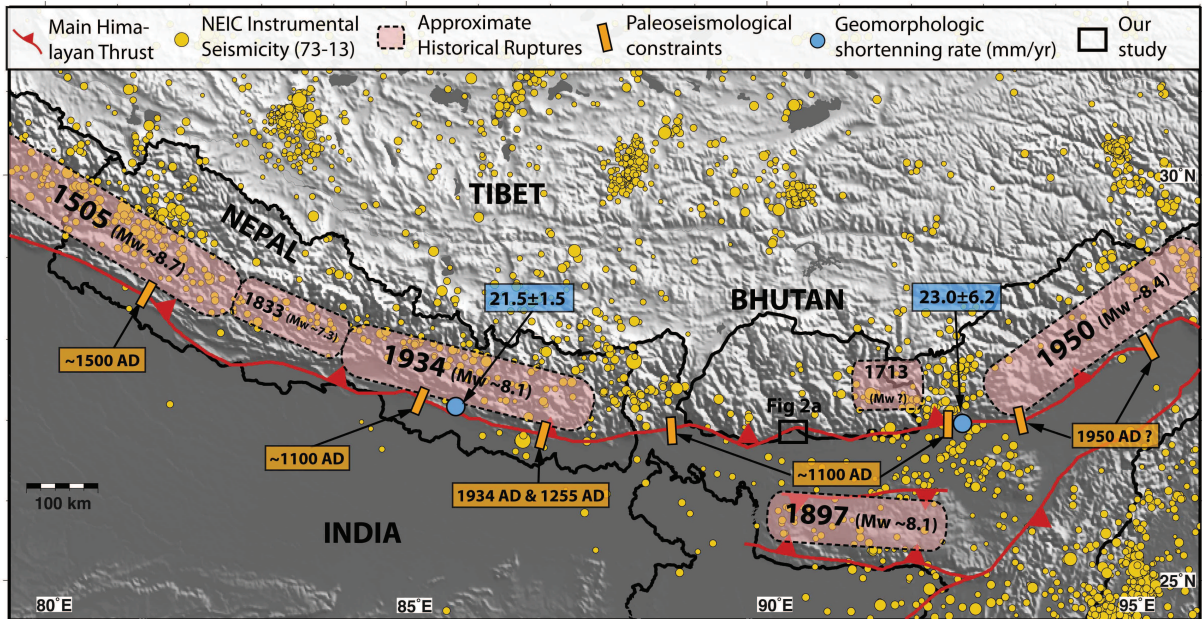 Main Hima-
layan Thrust
NEIC Instrumental
Seismicity (73-13)
Approximate
Historical Ruptures
Paleoseismological
constraints
Geomorphologic
shortenning rate (mm/yr)
Our
study
30˚N
TIBET
1505 (Mw ~8.7)
NEPAL
21.5±1.5
BHUTAN
23.0±6.2
1950 (Mw ~8.4)
1833 (Mw ~7.3)
~1500 AD
1934 (Mw ~8.1)
1713
(Mw ?)
Fig 2a
~1100 AD
1950 AD ?
~1100 AD
1934 AD & 1255 AD
100 km
1897 (Mw ~8.1)
INDIA
25˚N
80˚E
85˚E
90˚E
95˚E